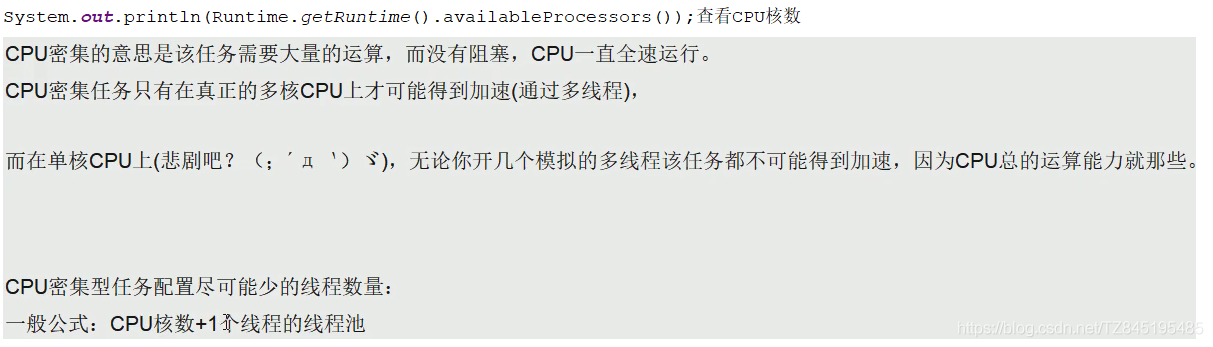 System.out.println(Runtime.getRuntime().availableProcessors());查看CPU核数
CPU密集的意思是该任务需要大量的运算，而没有阻塞，CPU一直全速运行。
CPU密集任务只有在真正的多核CPU上才可能得到加速(通过多线程)，
而在单核CPU上(悲剧吧？（；´д｀）ゞ)，无论你开几个模拟的多线程该任务都不可能得到加速，因为CPU总的运算能力就那些。
CPU密集型任务配置尽可能少的线程数量：
一般公式：CPU核数+1个线程的线程池
https://blog.csdn.net/TZ845195485